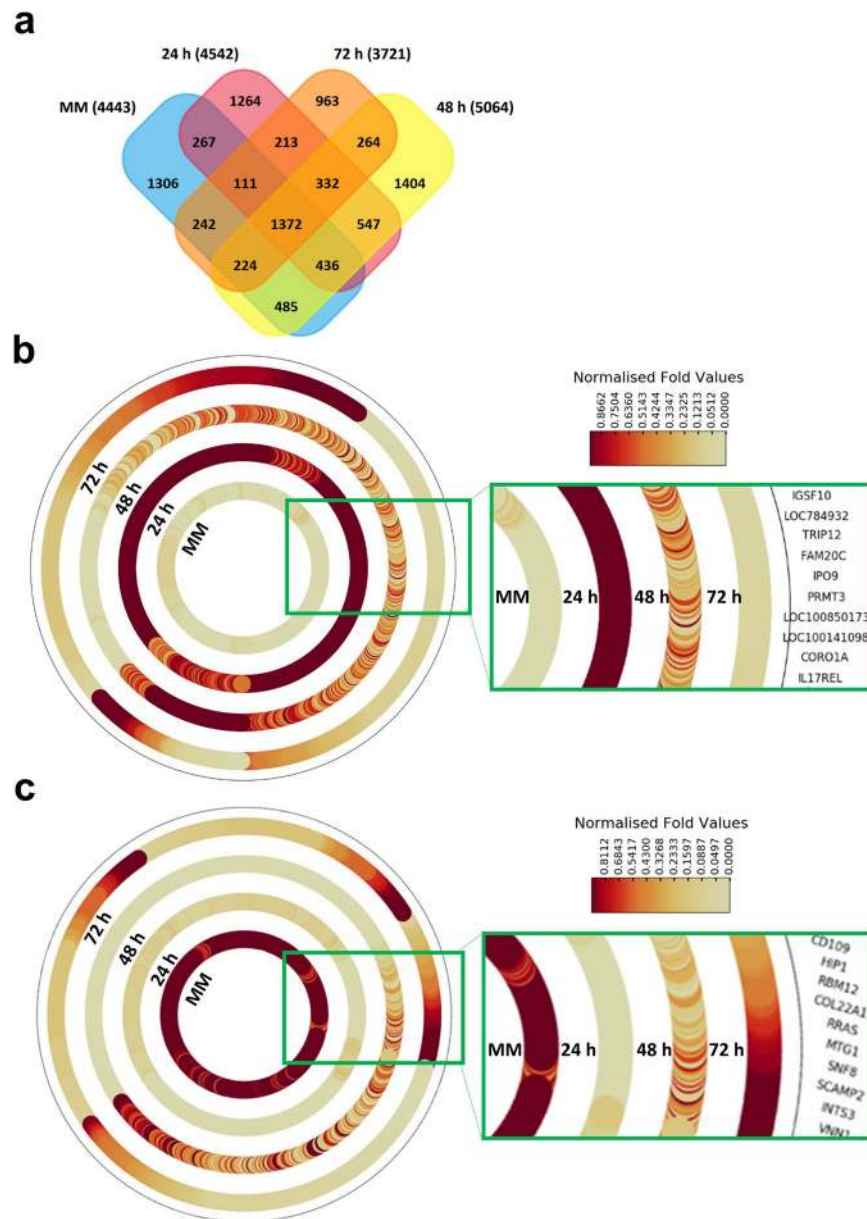 a
24 h (4542)
72 h (3721)
MM (4443)
48 h (5064)
1264
963
267
213
264
1306
111
332
1404
242
1372
547
224
436
485
b
72 h
48 h
24 h
MM
Normalised Fold Values
0.8662
0.7504
0.6360
0.5143
0.4244
0.3347
0.2325
0.1213
0.0512
0.0000
MM
24 h
48 h
72 h
IGSF10
LOC784932
TRIP12
FAM20C
IPO9
PRMT3
LOC100850173
LOC100141098
CORO1A
IL17REL
c
72 h
48 h
24 h
MM
Normalised Fold Values
0.8112
0.6843
0.5417
0.4300
0.3268
0.2333
0.1597
0.0887
0.0497
0.0000
MM
24 h
48 h
72 h
CD109
HIP1
RBM12
COL22A1
RRAS
MTG1
SNF8
SCAMP2
INTS3
VNN1